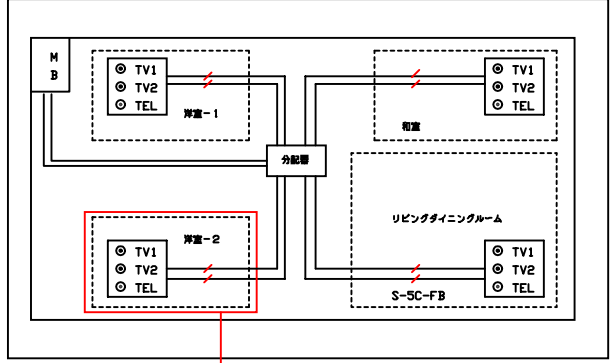 M
B
TV1
TV2
TEL
洋室-1
TV1
TV2
TEL
和室
分配器
洋室-2
TV1
TV2
TEL
リビングダイニングルーム
TV1
TV2
TEL
S-5C-FB